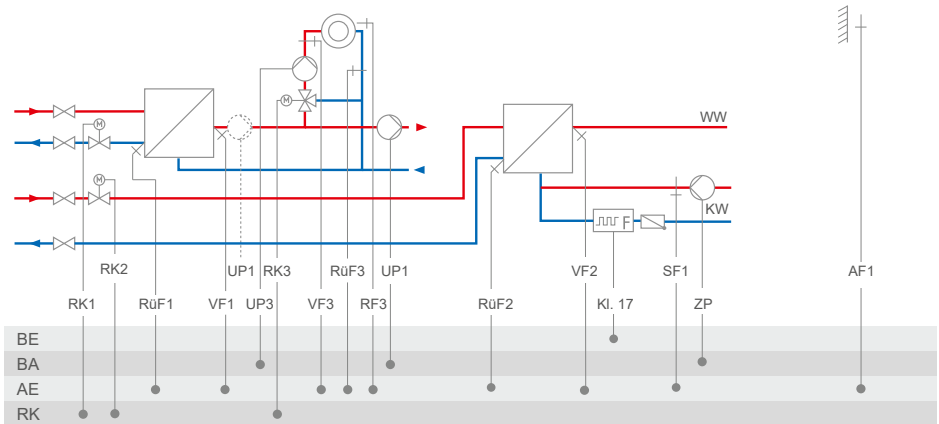 WW
M
M
M
KW
F
RK2
UP1
RK3
RüF3
UP1
VF2
SF1
AF1
RK1
RüF1
VF1
UP3
VF3
RF3
RüF2
Kl. 17
ZP
BE
BA
AE
RK